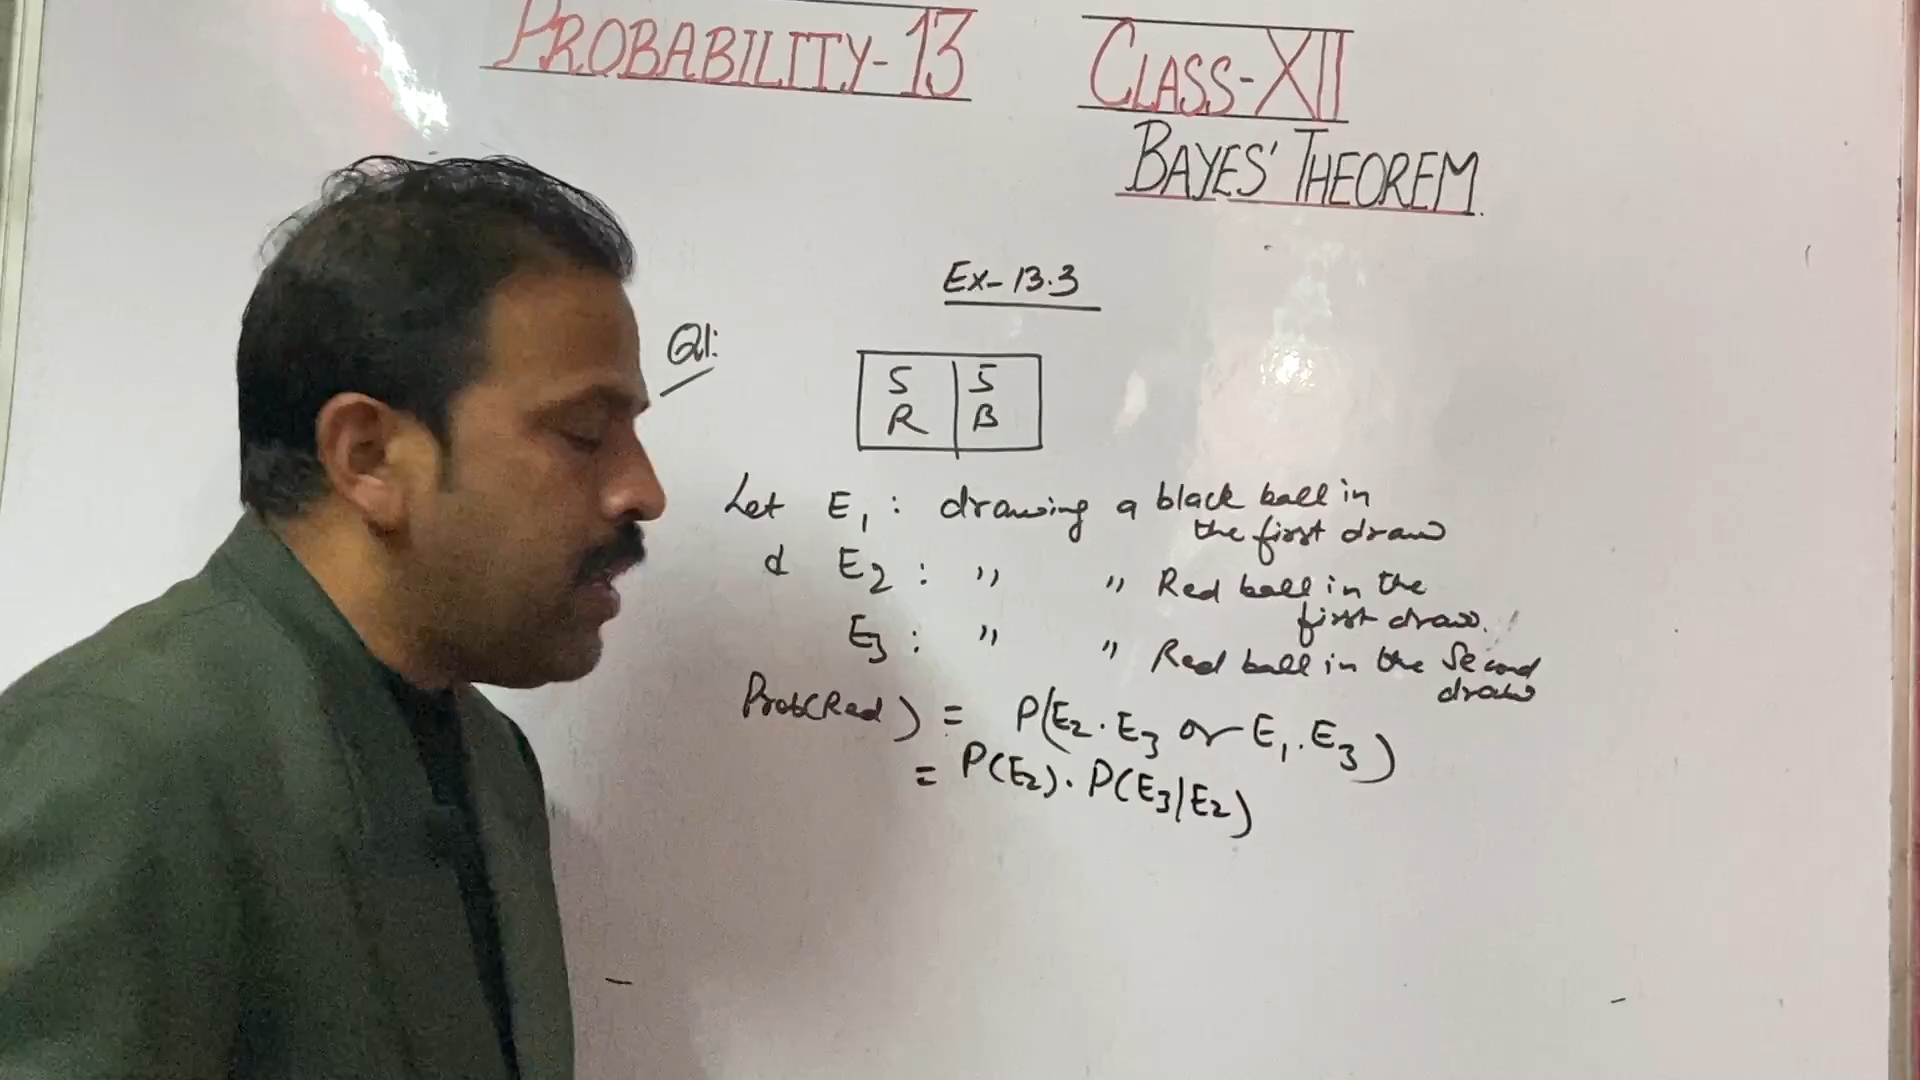 PROBABILITY-13 CLASS-XII
BAYES' THEOREM.
Ex-13.3
Q1:
5 5
R B
Let E₁ : drawing a black ball in
the first draw
& E₂ : " " Red ball in the
first draw.
E₃ : " " Red ball in the Second
draw
Prob(Red) = P(E₂.E₃ or E₁.E₃)
= P(E₂).P(E₃/E₂)